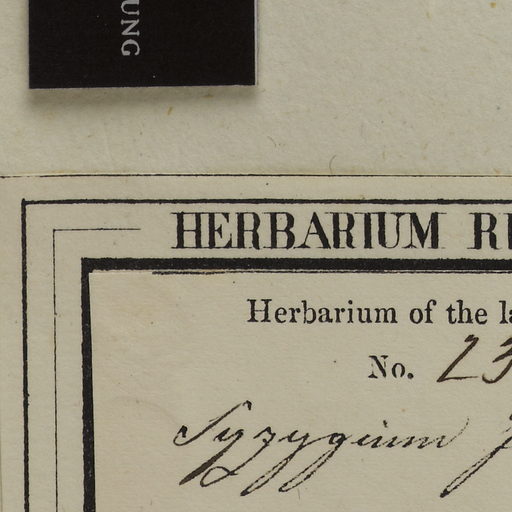 UNG
HERBARIUM R
Herbarium of the l
No. 23
Syzygium